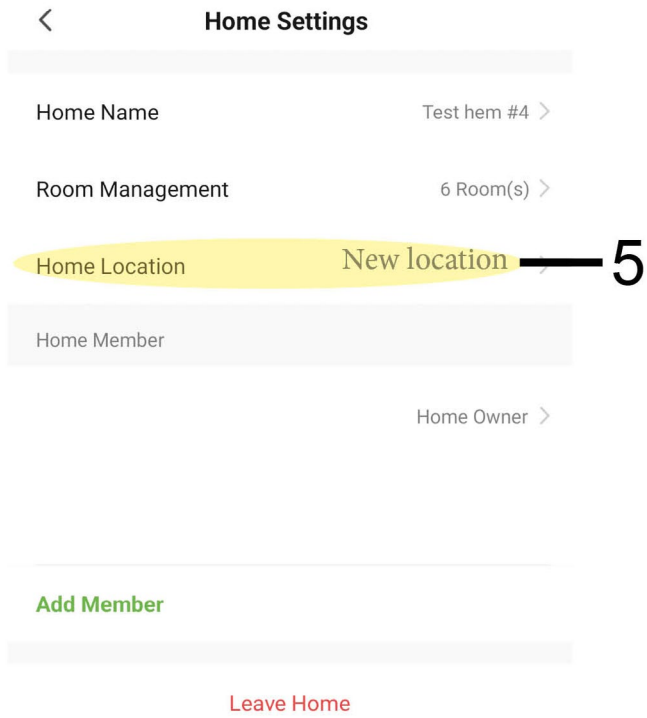 Home Settings
Home Name Test hem #4
Room Management 6 Room(s)
Home Location New location 5
Home Member
Home Owner
Add Member
Leave Home